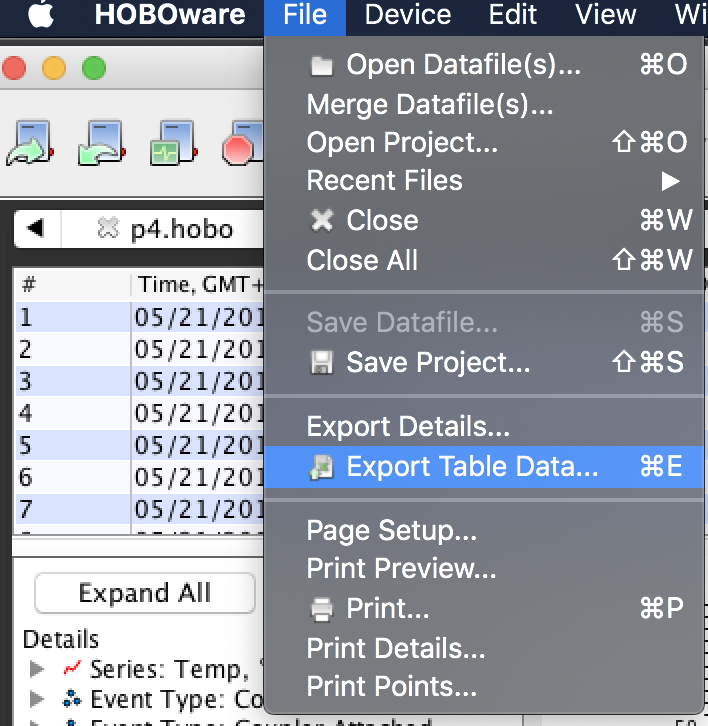 HOBOware File Device Edit View
Open Datafile(s)... ⌘O
Merge Datafile(s)...
Open Project... ⇧⌘O
Recent Files ▶
Close ⌘W
Close All ⇧⌘W
Save Datafile... ⌘S
Save Project... ⇧⌘S
Export Details...
Export Table Data... ⌘E
Page Setup...
Print Preview...
Print... ⌘P
Print Details...
Print Points...
p4.hobo
# Time, GMT+
1 05/21/201
2 05/21/201
3 05/21/201
4 05/21/201
5 05/21/201
6 05/21/201
7 05/21/201
Expand All
Details
Series: Temp,
Event Type: Co